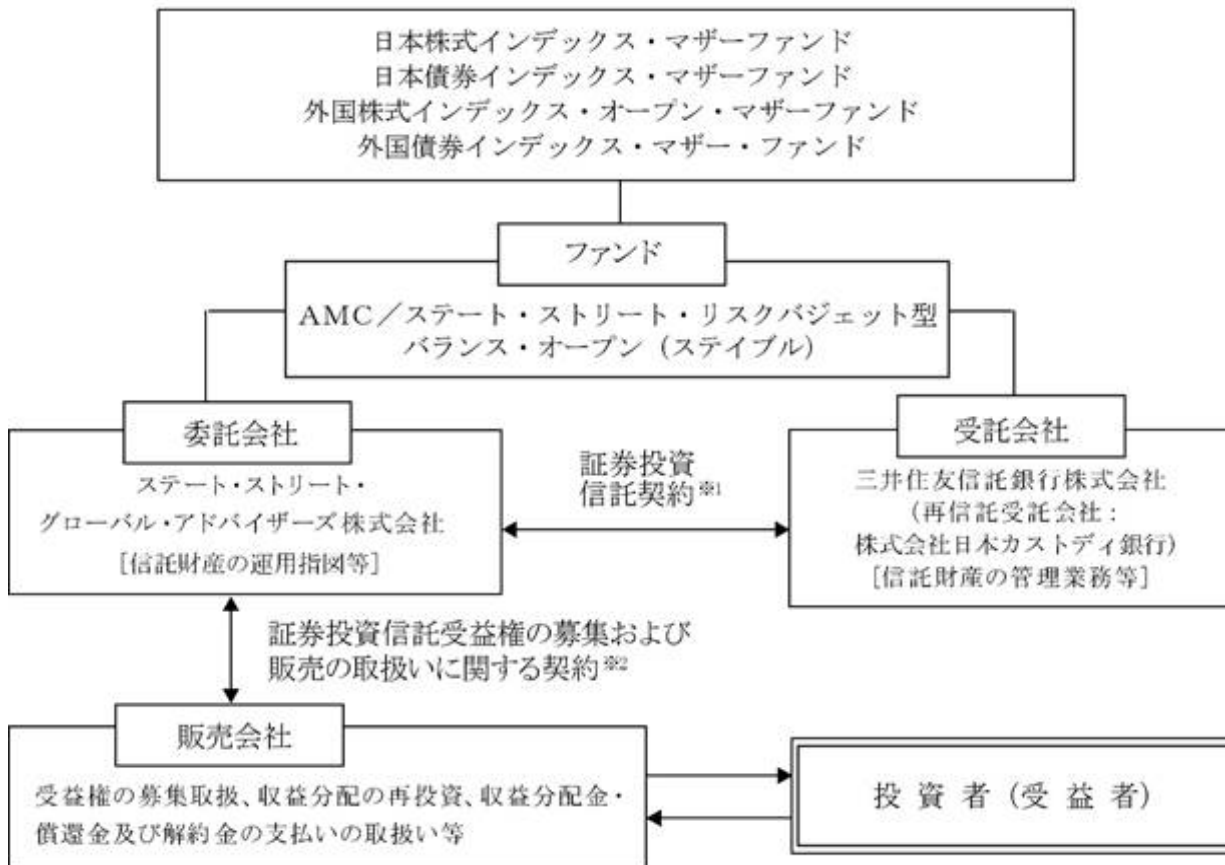 日本株式インデックス・マザーファンド
日本債券インデックス・マザーファンド
外国株式インデックス・オープン・マザーファンド
外国債券インデックス・マザー・ファンド
ファンド
AMC／ステート・ストリート・リスクバジェット型
バランス・オープン（ステイブル）
委託会社
ステート・ストリート・
グローバル・アドバイザーズ株式会社
[信託財産の運用指図等]
証券投資
信託契約※1
受託会社
三井住友信託銀行株式会社
（再信託受託会社：
株式会社日本カストディ銀行）
[信託財産の管理業務等]
証券投資信託受益権の募集および
販売の取扱いに関する契約※2
販売会社
受益権の募集取扱、収益分配の再投資、収益分配金・
償還金及び解約金の支払いの取扱い等
投資者（受益者）